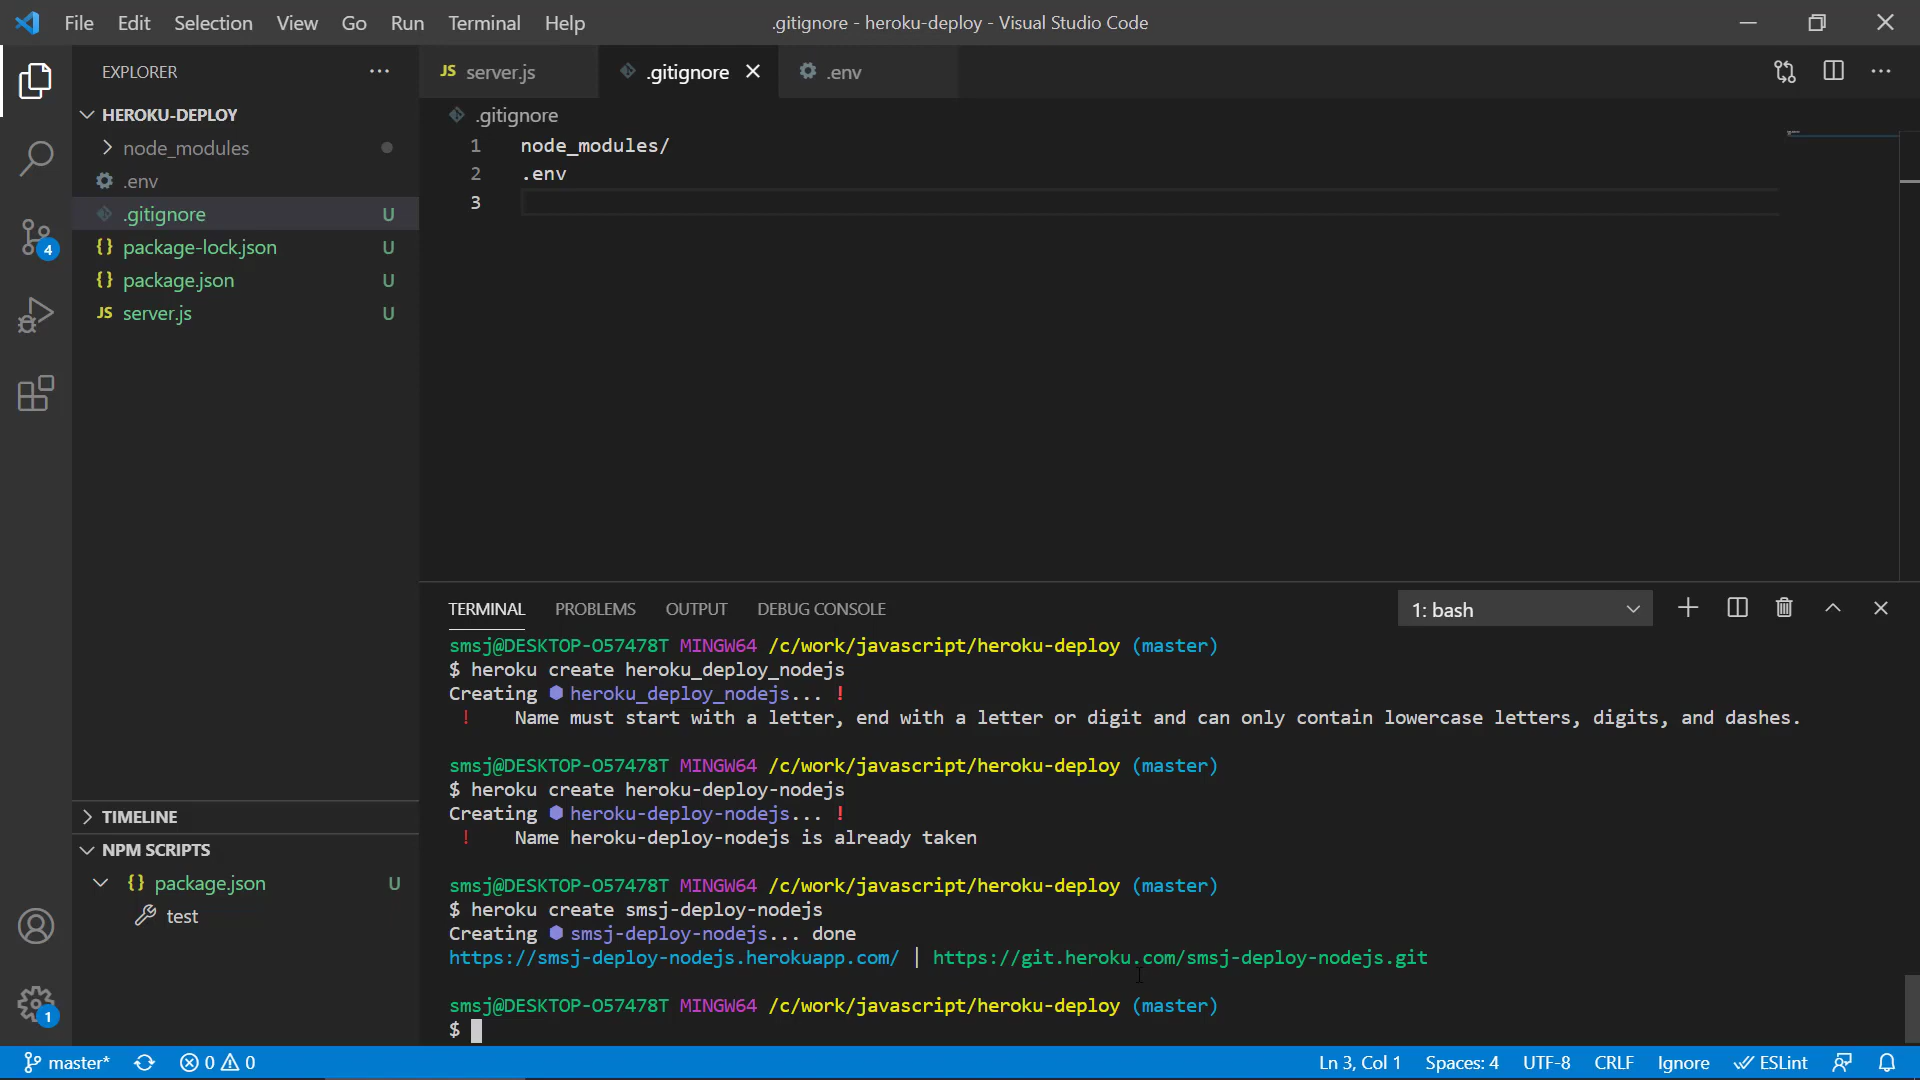 File Edit Selection View Go Run Terminal Help .gitignore - heroku-deploy - Visual Studio Code
EXPLORER
HEROKU-DEPLOY
node_modules
.env
.gitignore U
package-lock.json U
package.json U
JS server.js U
TIMELINE
NPM SCRIPTS
package.json U
test
4
1
JS server.js .gitignore .env
.gitignore
1 node_modules/
2 .env
3
TERMINAL PROBLEMS OUTPUT DEBUG CONSOLE 1: bash
smsj@DESKTOP-O57478T MINGW64 /c/work/javascript/heroku-deploy (master)
$ heroku create heroku_deploy_nodejs
Creating ⬢ heroku_deploy_nodejs... !
! Name must start with a letter, end with a letter or digit and can only contain lowercase letters, digits, and dashes.
smsj@DESKTOP-O57478T MINGW64 /c/work/javascript/heroku-deploy (master)
$ heroku create heroku-deploy-nodejs
Creating ⬢ heroku-deploy-nodejs... !
! Name heroku-deploy-nodejs is already taken
smsj@DESKTOP-O57478T MINGW64 /c/work/javascript/heroku-deploy (master)
$ heroku create smsj-deploy-nodejs
Creating ⬢ smsj-deploy-nodejs... done
https://smsj-deploy-nodejs.herokuapp.com/ | https://git.heroku.com/smsj-deploy-nodejs.git
smsj@DESKTOP-O57478T MINGW64 /c/work/javascript/heroku-deploy (master)
$
master* 0 0 Ln 3, Col 1 Spaces: 4 UTF-8 CRLF Ignore ESLint